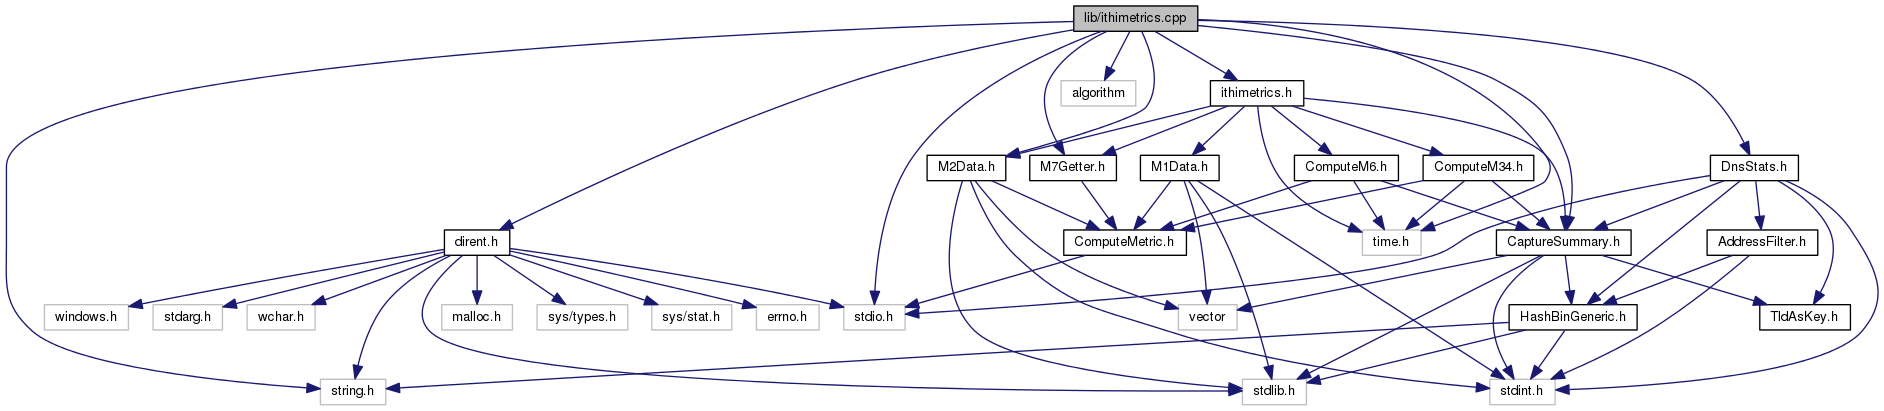 lib/ithimetrics.cpp
algorithm
ithimetrics.h
M2Data.h
M7Getter.h
M1Data.h
ComputeM6.h
ComputeM34.h
DnsStats.h
dirent.h
ComputeMetric.h
time.h
CaptureSummary.h
AddressFilter.h
windows.h
stdarg.h
wchar.h
malloc.h
sys/types.h
sys/stat.h
errno.h
stdio.h
vector
HashBinGeneric.h
TldAsKey.h
string.h
stdlib.h
stdint.h